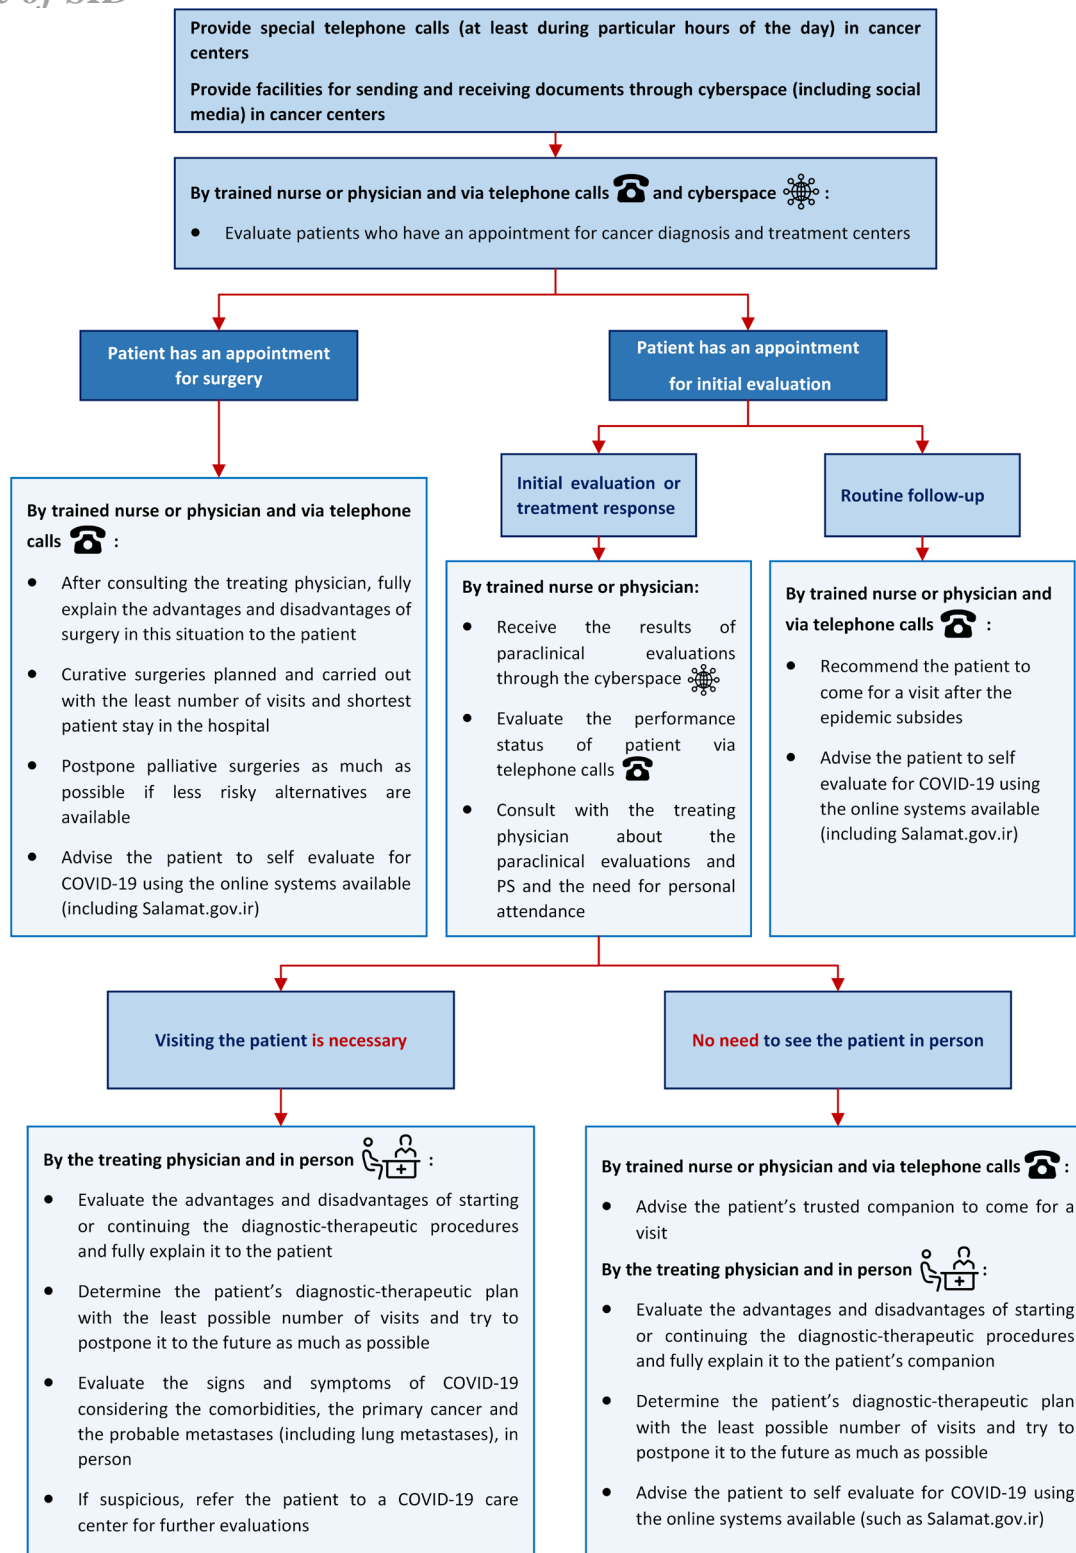 of SID
Provide special telephone calls (at least during particular hours of the day) in cancer
centers
Provide facilities for sending and receiving documents through cyberspace (including social
media) in cancer centers
By trained nurse or physician and via telephone calls and cyberspace :
● Evaluate patients who have an appointment for cancer diagnosis and treatment centers
Patient has an appointment
for surgery
Patient has an appointment
for initial evaluation
Initial evaluation or
treatment response
Routine follow-up
By trained nurse or physician and via telephone
calls :
● After consulting the treating physician, fully
explain the advantages and disadvantages of
surgery in this situation to the patient
● Curative surgeries planned and carried out
with the least number of visits and shortest
patient stay in the hospital
● Postpone palliative surgeries as much as
possible if less risky alternatives are
available
● Advise the patient to self evaluate for
COVID-19 using the online systems available
(including Salamat.gov.ir)
By trained nurse or physician:
● Receive the results of
paraclinical evaluations
through the cyberspace
● Evaluate the performance
status of patient via
telephone calls
● Consult with the treating
physician about the
paraclinical evaluations and
PS and the need for personal
attendance
By trained nurse or physician and
via telephone calls :
● Recommend the patient to
come for a visit after the
epidemic subsides
● Advise the patient to self
evaluate for COVID-19 using
the online systems available
(including Salamat.gov.ir)
Visiting the patient is necessary
No need to see the patient in person
By the treating physician and in person :
● Evaluate the advantages and disadvantages of starting
or continuing the diagnostic-therapeutic procedures
and fully explain it to the patient
● Determine the patient's diagnostic-therapeutic plan
with the least possible number of visits and try to
postpone it to the future as much as possible
● Evaluate the signs and symptoms of COVID-19
considering the comorbidities, the primary cancer and
the probable metastases (including lung metastases), in
person
● If suspicious, refer the patient to a COVID-19 care
center for further evaluations
By trained nurse or physician and via telephone calls :
● Advise the patient's trusted companion to come for a
visit
By the treating physician and in person :
● Evaluate the advantages and disadvantages of starting
or continuing the diagnostic-therapeutic procedures
and fully explain it to the patient's companion
● Determine the patient's diagnostic-therapeutic plan
with the least possible number of visits and try to
postpone it to the future as much as possible
● Advise the patient to self evaluate for COVID-19 using
the online systems available (such as Salamat.gov.ir)